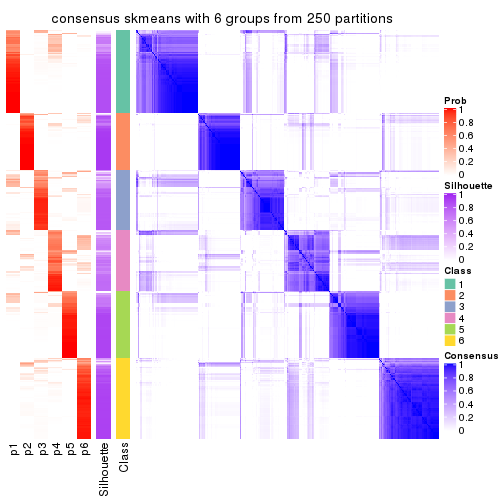 consensus skmeans with 6 groups from 250 partitions
Prob
1
0.8
0.6
0.4
0.2
0
Silhouette
1
0.8
0.6
0.4
0.2
0
Class
1
2
3
4
5
6
Consensus
1
0.8
0.6
0.4
0.2
0
p1
p2
p3
p4
p5
p6
Silhouette
Class